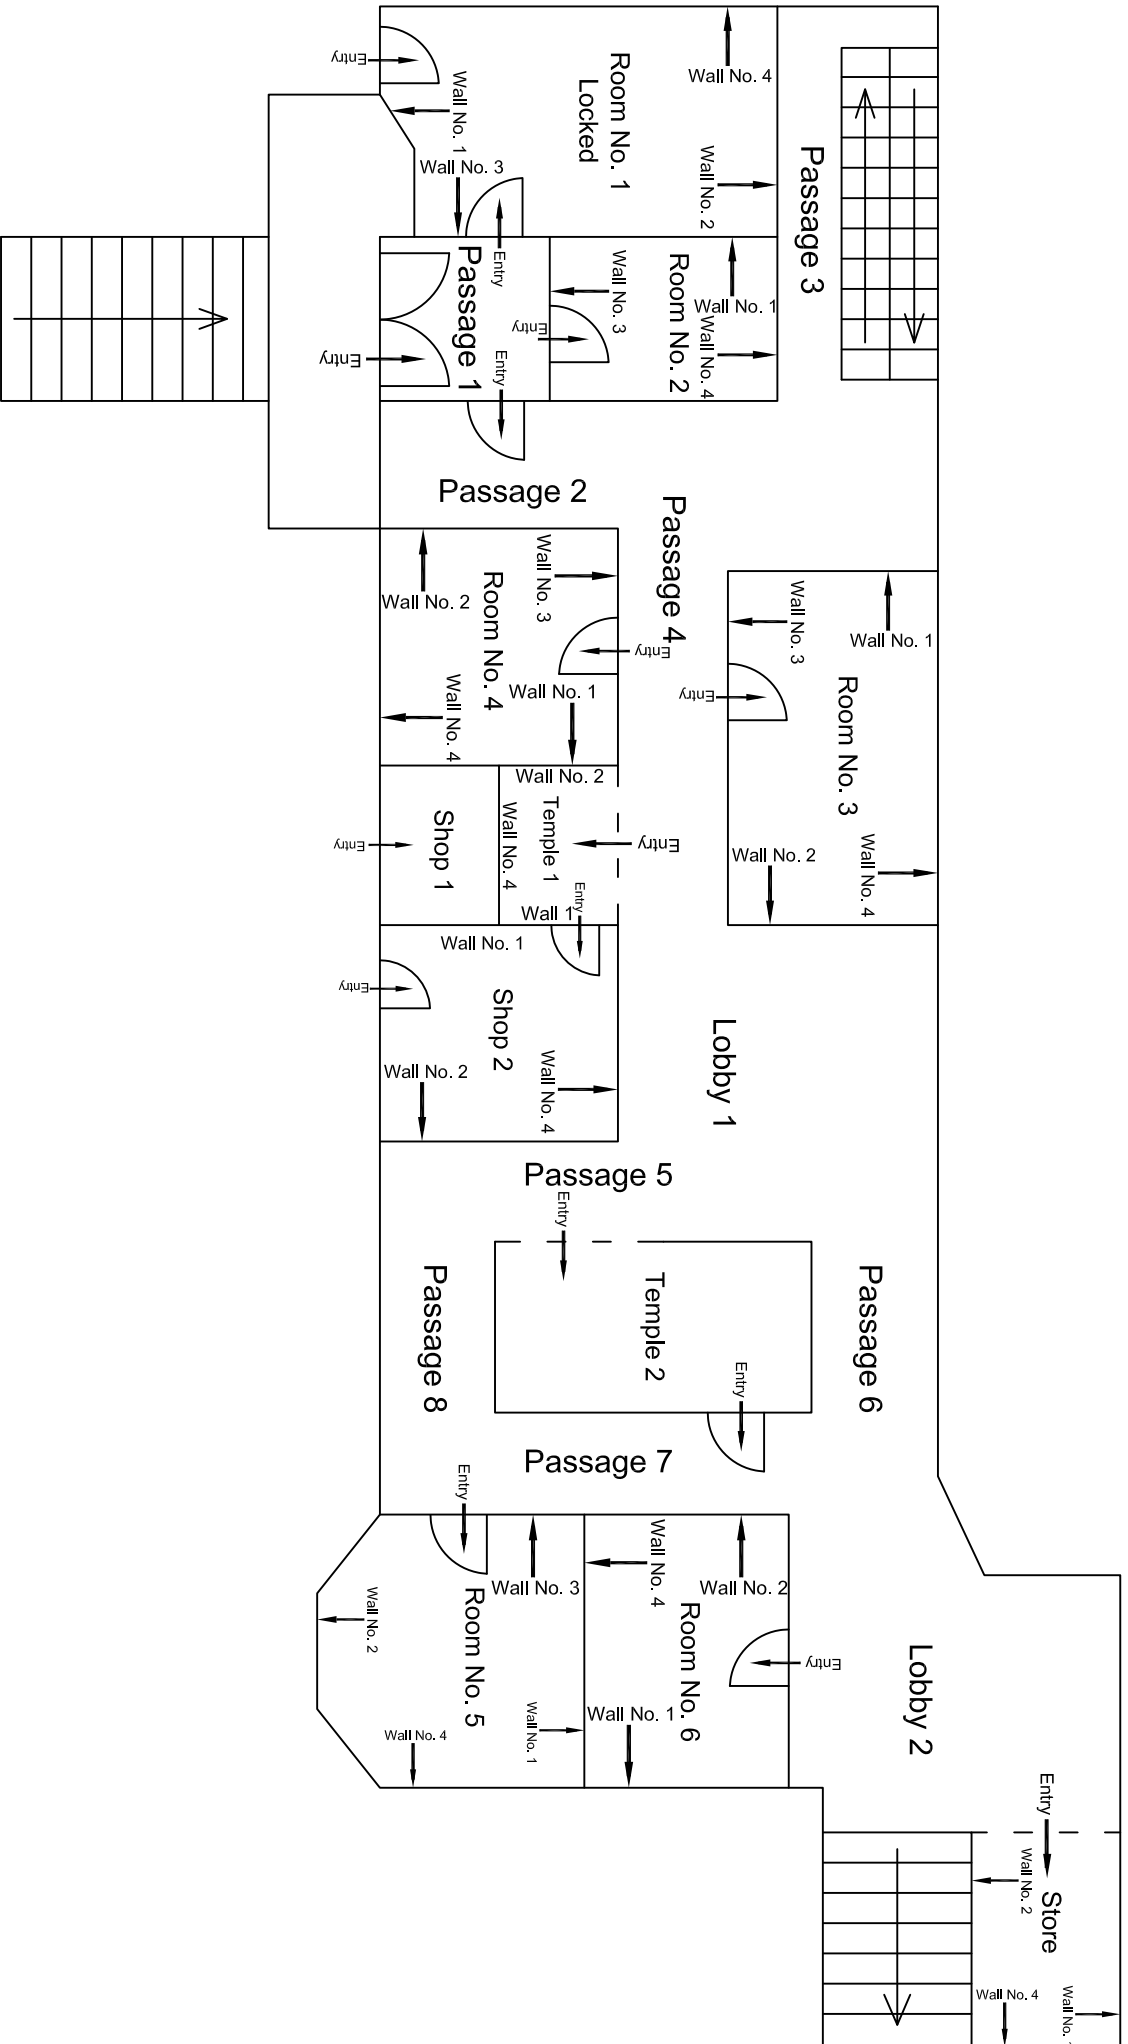 Entry
Wall No. 1
Room No. 1
Locked
Wall No. 4
Wall No. 2
Wall No. 3
Entry
Passage 3
Passage 1
Entry
Entry
Entry
Wall No. 3
Room No. 2
Wall No. 1
Wall No. 4
Passage 2
Passage 4
Wall No. 2
Wall No. 3
Room No. 4
Entry
Wall No. 1
Wall No. 4
Wall No. 1
Wall No. 3
Entry
Room No. 3
Wall No. 2
Wall No. 4
Entry
Shop 1
Wall No. 2
Wall No. 4
Temple 1
Entry
Wall 1
Entry
Wall No. 1
Entry
Shop 2
Wall No. 2
Wall No. 4
Lobby 1
Passage 5
Entry
Temple 2
Entry
Passage 8
Passage 6
Passage 7
Entry
Wall No. 3
Room No. 5
Wall No. 2
Wall No. 4
Wall No. 1
Wall No. 4
Wall No. 2
Room No. 6
Entry
Wall No. 1
Lobby 2
Entry
Wall No. 2
Store
Wall No. 4
Wall No.